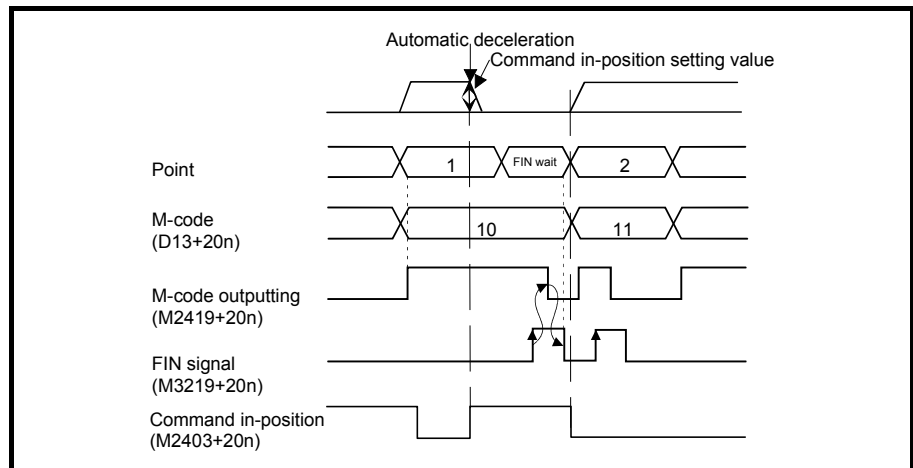 Automatic deceleration
Command in-position setting value
Point
1
FIN wait
2
M-code
(D13+20n)
10
11
M-code outputting
(M2419+20n)
FIN signal
(M3219+20n)
Command in-position
(M2403+20n)